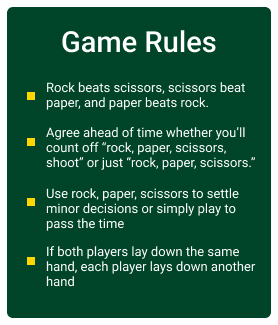 Game Rules
Rock beats scissors, scissors beat
paper, and paper beats rock.
Agree ahead of time whether you'll
count off “rock, paper, scissors,
shoot” or just “rock, paper, scissors.”
Use rock, paper, scissors to settle
minor decisions or simply play to
pass the time
If both players lay down the same
hand, each player lays down another
hand